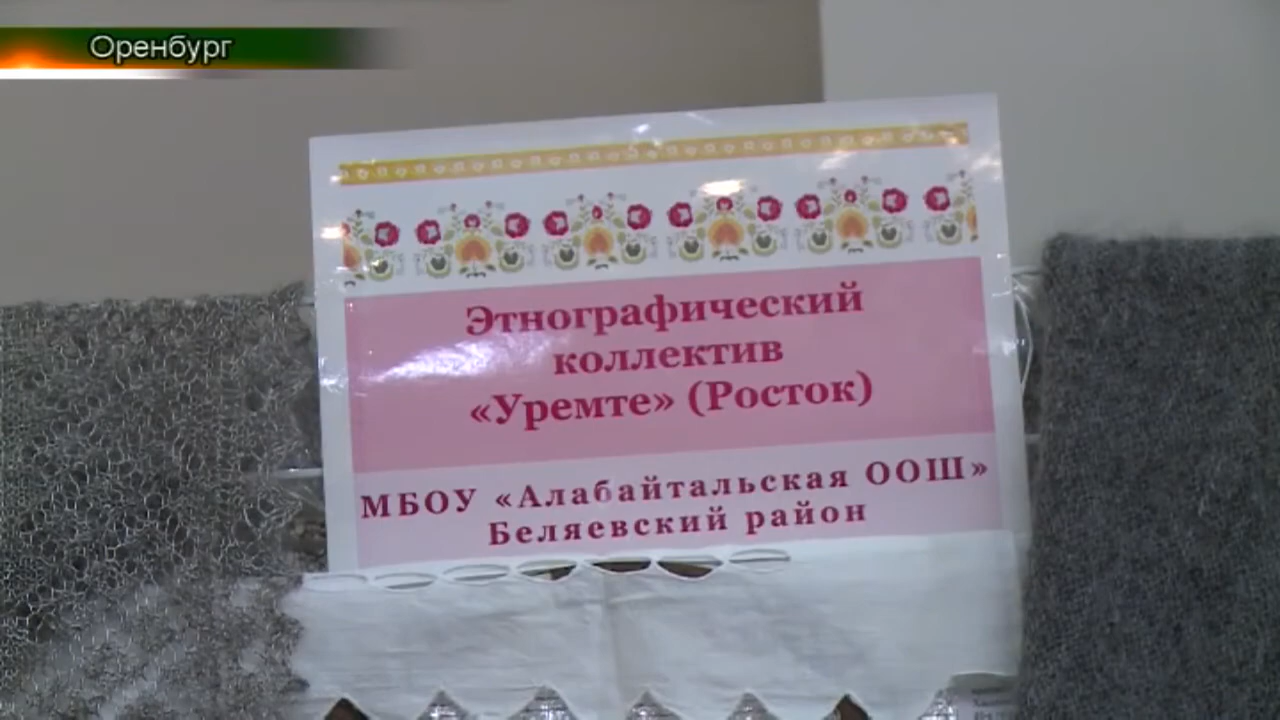 Оренбург
Этнографический
коллектив
«Уремте» (Росток)
МБОУ «Алабайтальская ООШ»
Беляевский район